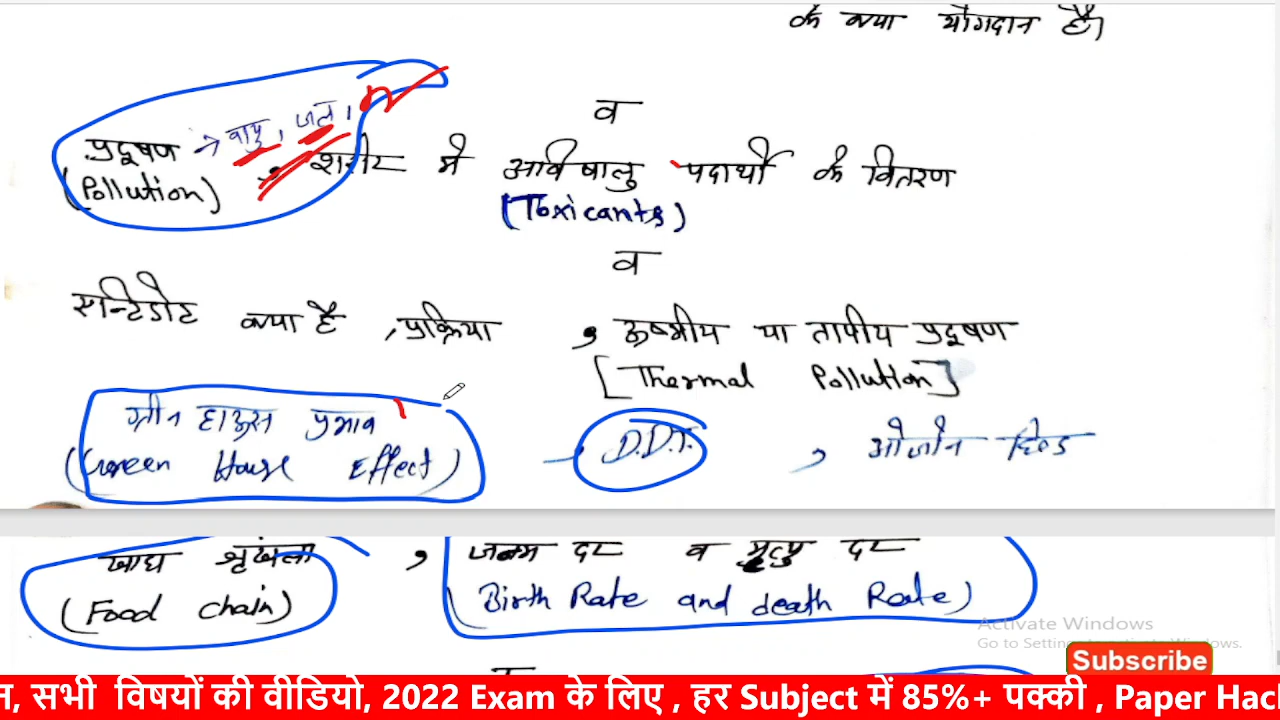 के क्या योगदान है।
व
प्रदूषण → वायु, जल,
(Pollution) , शरीर में आविषालु पदार्थो के वितरण
(Toxicants)
व
एन्टिडोट क्या है , प्रक्रिया , ऊष्मीय या तापीय प्रदूषण
[Thermal Pollution]
ग्रीन हाऊस प्रभाव
(Green House Effect) , D.D.T. , ओजोन
खाद्य श्रृंखला , जन्म दर व मृत्यु दर
(Food chain) (Birth Rate and death Rate)
Activate Windows
Go to Settings to activate Windows.
Subscribe
न, सभी विषयों की वीडियो, 2022 Exam के लिए , हर Subject में 85%+ पक्की , Paper Hacl